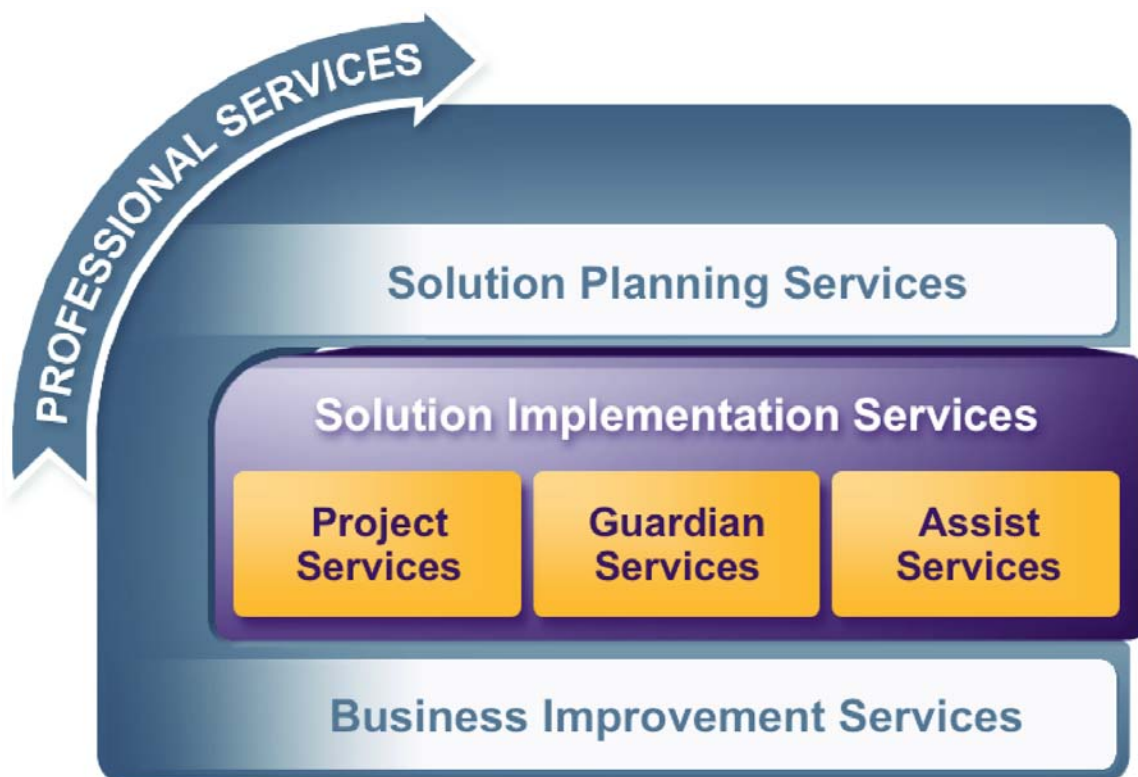 PROFESSIONAL SERVICES
Solution Planning Services
Solution Implementation Services
Project
Services
Guardian
Services
Assist
Services
Business Improvement Services